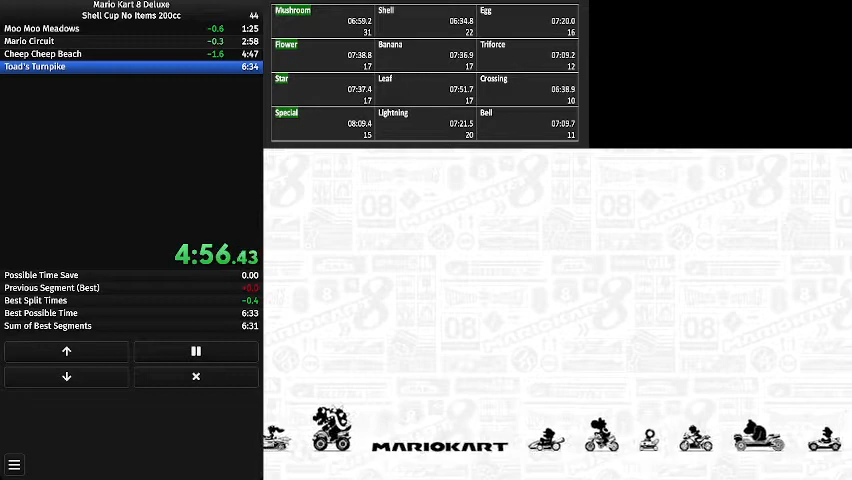 Mario Kart 8 Deluxe
Shell Cup No Items 200cc 44
Moo Moo Meadows -0.6 1:25
Mario Circuit -0.3 2:58
Cheep Cheep Beach -1.6 4:47
Toad's Turnpike 6:34
4:56.43
Possible Time Save 0.00
Previous Segment (Best) +0.0
Best Split Times -0.4
Best Possible Time 6:33
Sum of Best Segments 6:31
Mushroom Shell Egg
06:59.2 06:34.8 07:20.0
31 22 16
Flower Banana Triforce
07:38.8 07:36.9 07:09.2
17 17 12
Star Leaf Crossing
07:37.4 07:51.7 06:38.9
17 17 10
Special Lightning Bell
08:09.4 07:21.5 07:09.7
15 20 11
MARIOKART